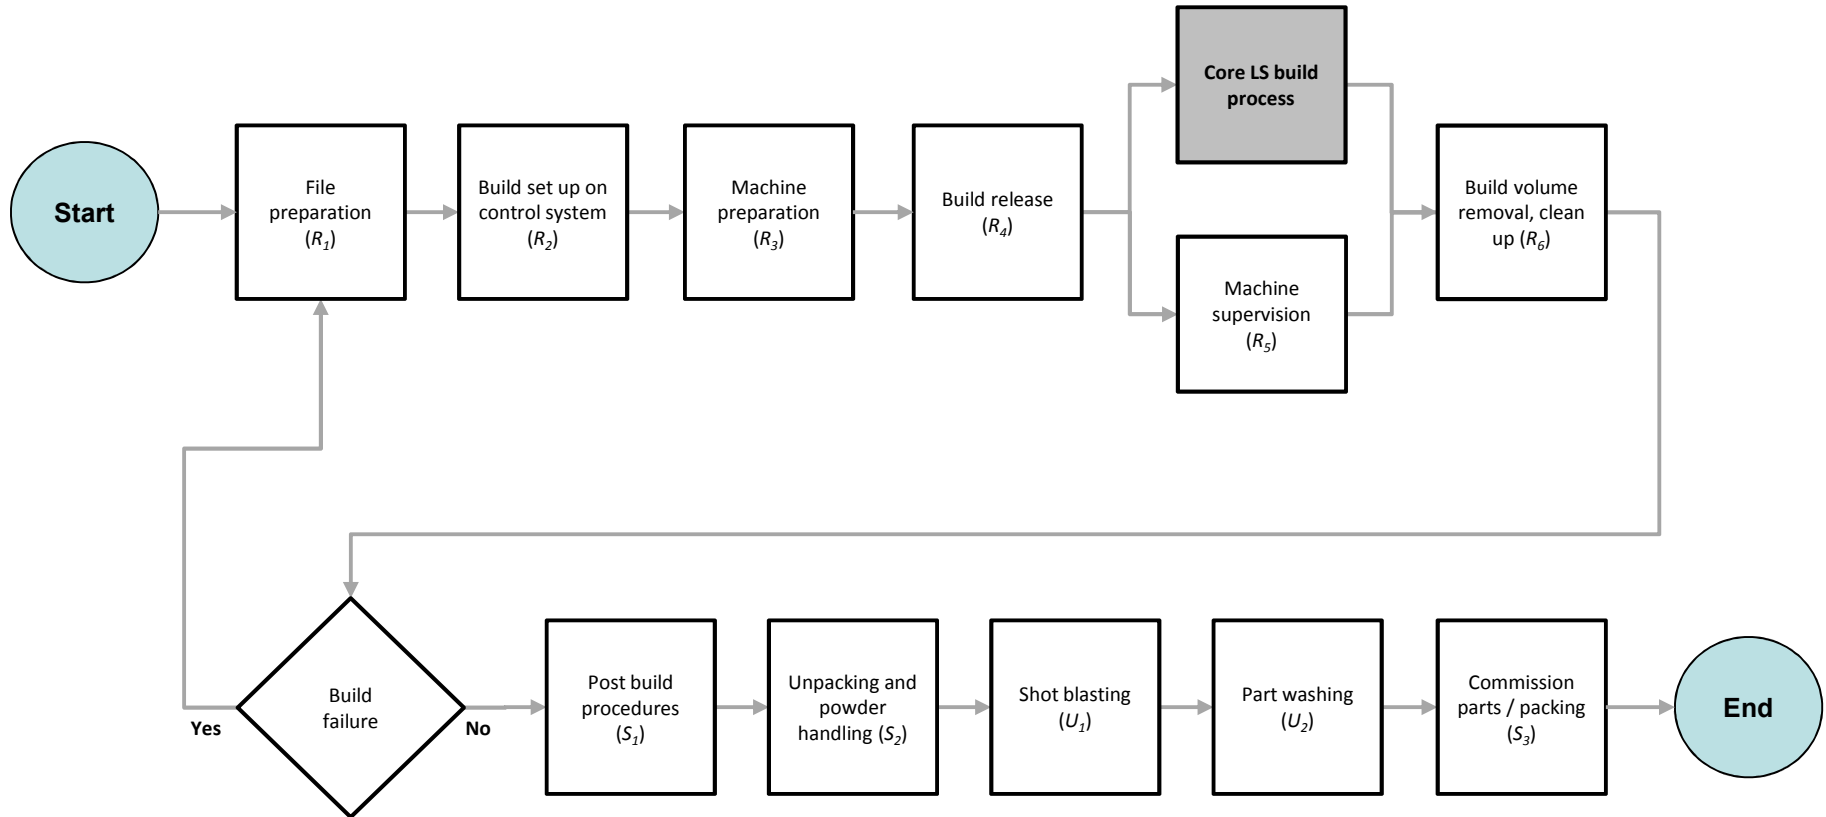 Start
File
preparation
(R1)
Build set up on
control system
(R2)
Machine
preparation
(R3)
Build release
(R4)
Core LS build
process
Machine
supervision
(R5)
Build volume
removal, clean
up (R6)
Build
failure
Yes
No
Post build
procedures
(S1)
Unpacking and
powder
handling (S2)
Shot blasting
(U1)
Part washing
(U2)
Commission
parts / packing
(S3)
End